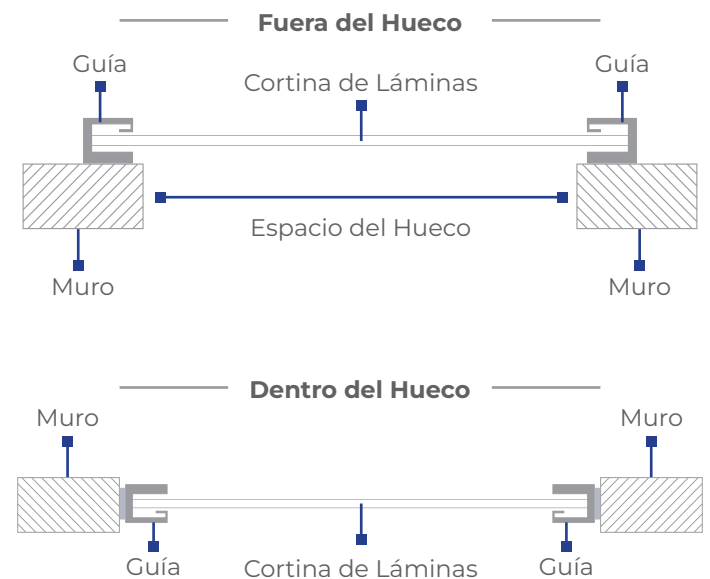 Fuera del Hueco
Guía
Guía
Cortina de Láminas
Espacio del Hueco
Muro
Muro
Dentro del Hueco
Muro
Muro
Guía
Cortina de Láminas
Guía